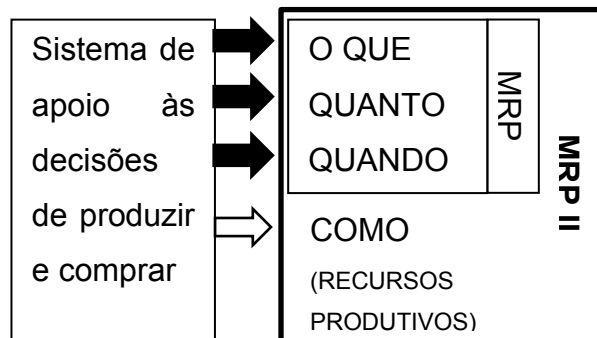 Sistema de
apoio às
decisões
de produzir
e comprar
O QUE
QUANTO
QUANDO
MRP
COMO
(RECURSOS
PRODUTIVOS)
MRP II